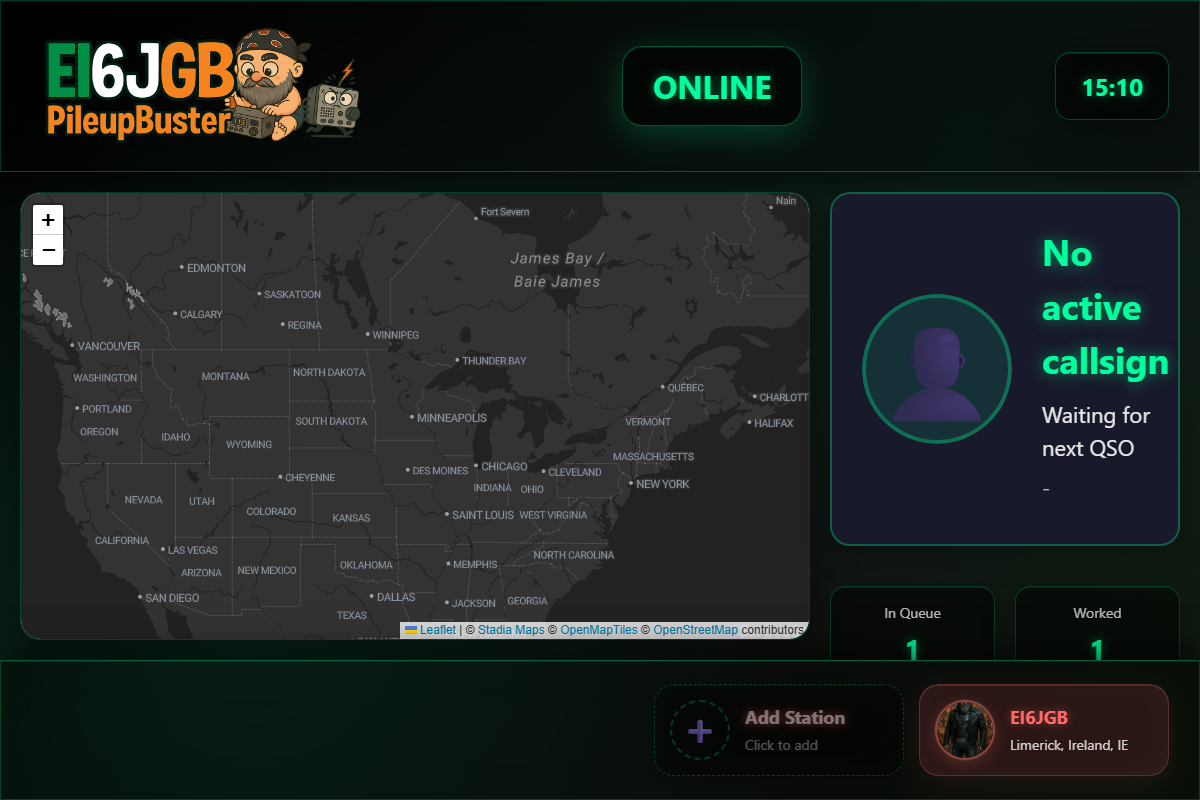 EI6JGB
PileupBuster
ONLINE
15:10
+
−
Nain
Fort Severn
James Bay /
Baie James
EDMONTON
SASKATOON
CALGARY
REGINA
WINNIPEG
VANCOUVER
THUNDER BAY
WASHINGTON
MONTANA
NORTH DAKOTA
QUÉBEC
CHARLOTT
PORTLAND
MINNEAPOLIS
SOUTH DAKOTA
VERMONT
HALIFAX
OREGON
IDAHO
WYOMING
MASSACHUSETTS
DES MOINES
CHICAGO
CLEVELAND
CHEYENNE
INDIANA
OHIO
NEW YORK
NEVADA
UTAH
COLORADO
KANSAS
SAINT LOUIS
WEST VIRGINIA
CALIFORNIA
LAS VEGAS
NORTH CAROLINA
ARIZONA
NEW MEXICO
OKLAHOMA
MEMPHIS
SAN DIEGO
DALLAS
JACKSON
GEORGIA
TEXAS
Leaflet | © Stadia Maps © OpenMapTiles © OpenStreetMap contributors
No
active
callsign
Waiting for
next QSO
-
In Queue
1
Worked
1
Add Station
Click to add
EI6JGB
Limerick, Ireland, IE